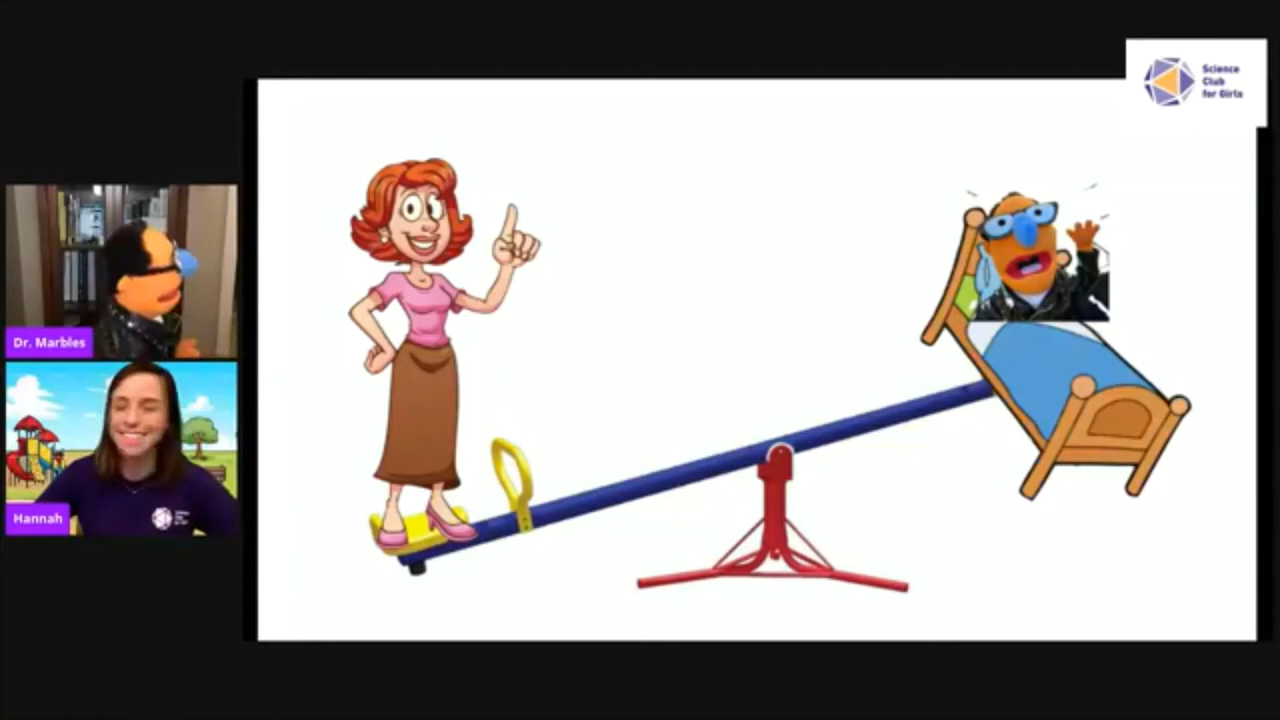 Science
Club
for Girls
Dr. Marbles
Hannah